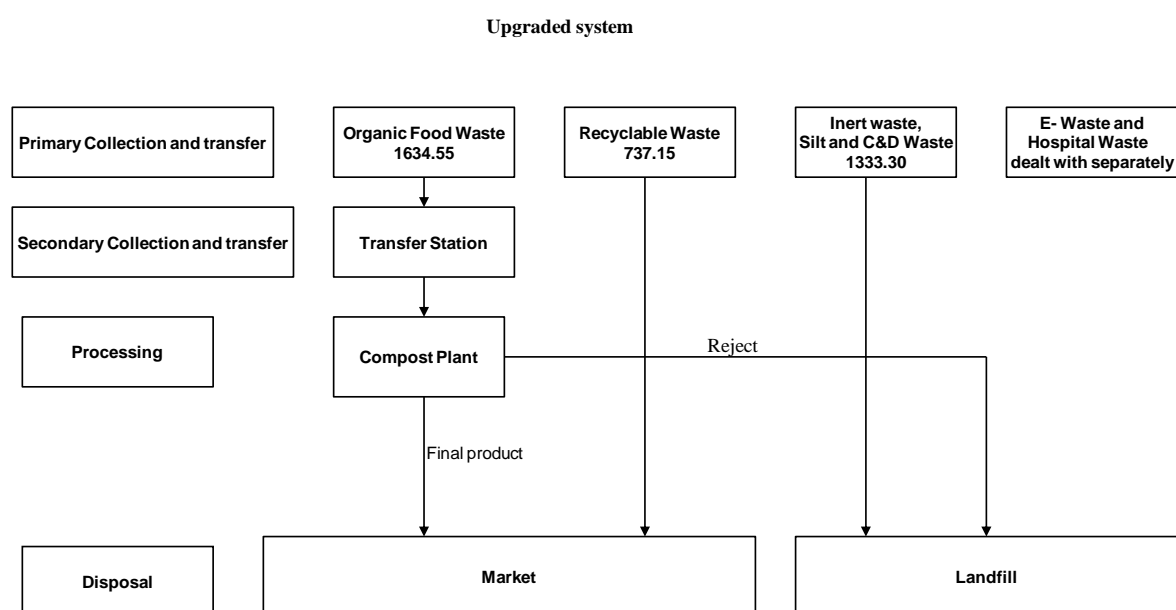 Upgraded system
Primary Collection and transfer
Organic Food Waste
1634.55
Recyclable Waste
737.15
Inert waste,
Silt and C&D Waste
1333.30
E- Waste and
Hospital Waste
dealt with separately
Secondary Collection and transfer
Transfer Station
Processing
Compost Plant
Reject
Final product
Disposal
Market
Landfill